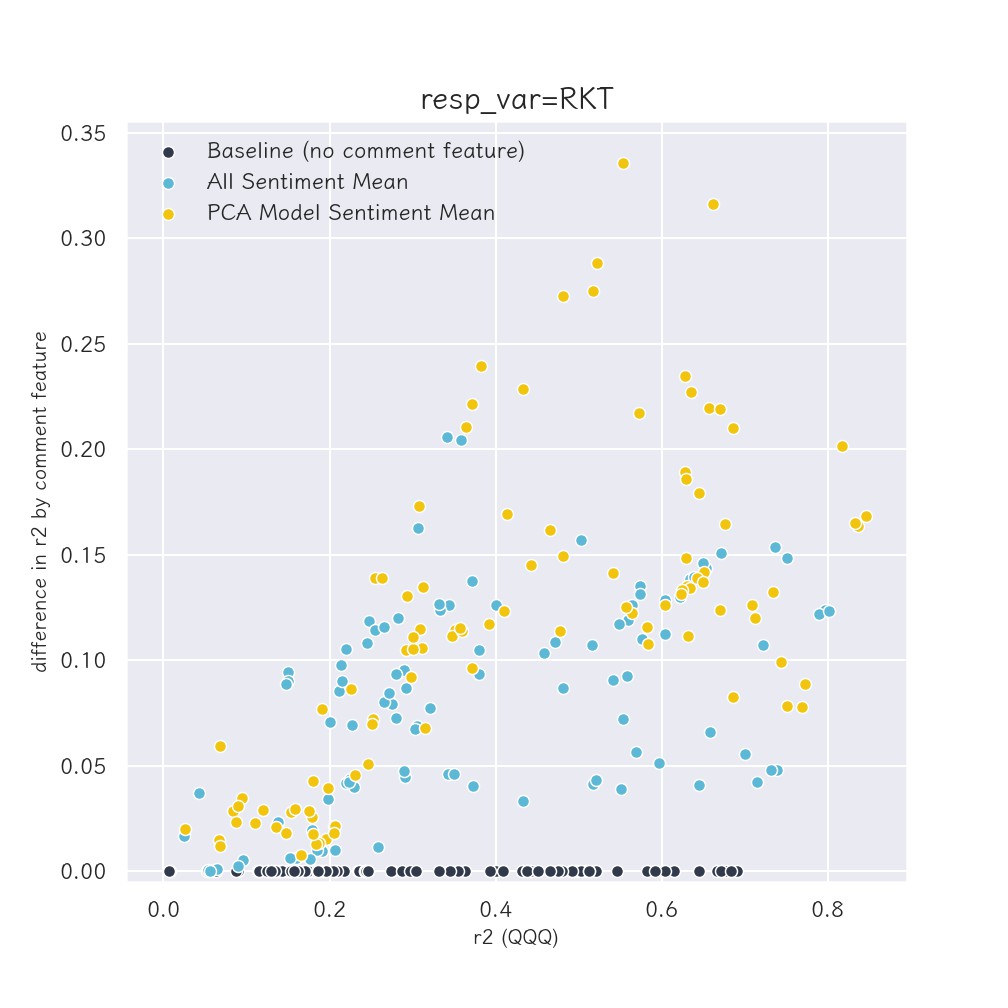 resp_var=RKT
Baseline (no comment feature)
All Sentiment Mean
PCA Model Sentiment Mean
0.35
0.30
0.25
0.20
0.15
0.10
0.05
0.00
difference in r2 by comment feature
0.0 0.2 0.4 0.6 0.8
r2 (QQQ)